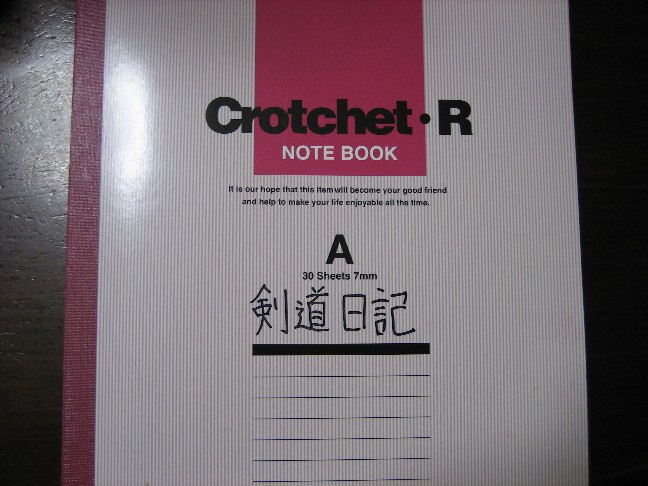 Crotchet・R
NOTE BOOK
It is our hope that this item will become your good friend
and help to make your life enjoyable all the time.
A
30 Sheets 7mm
剣道日記